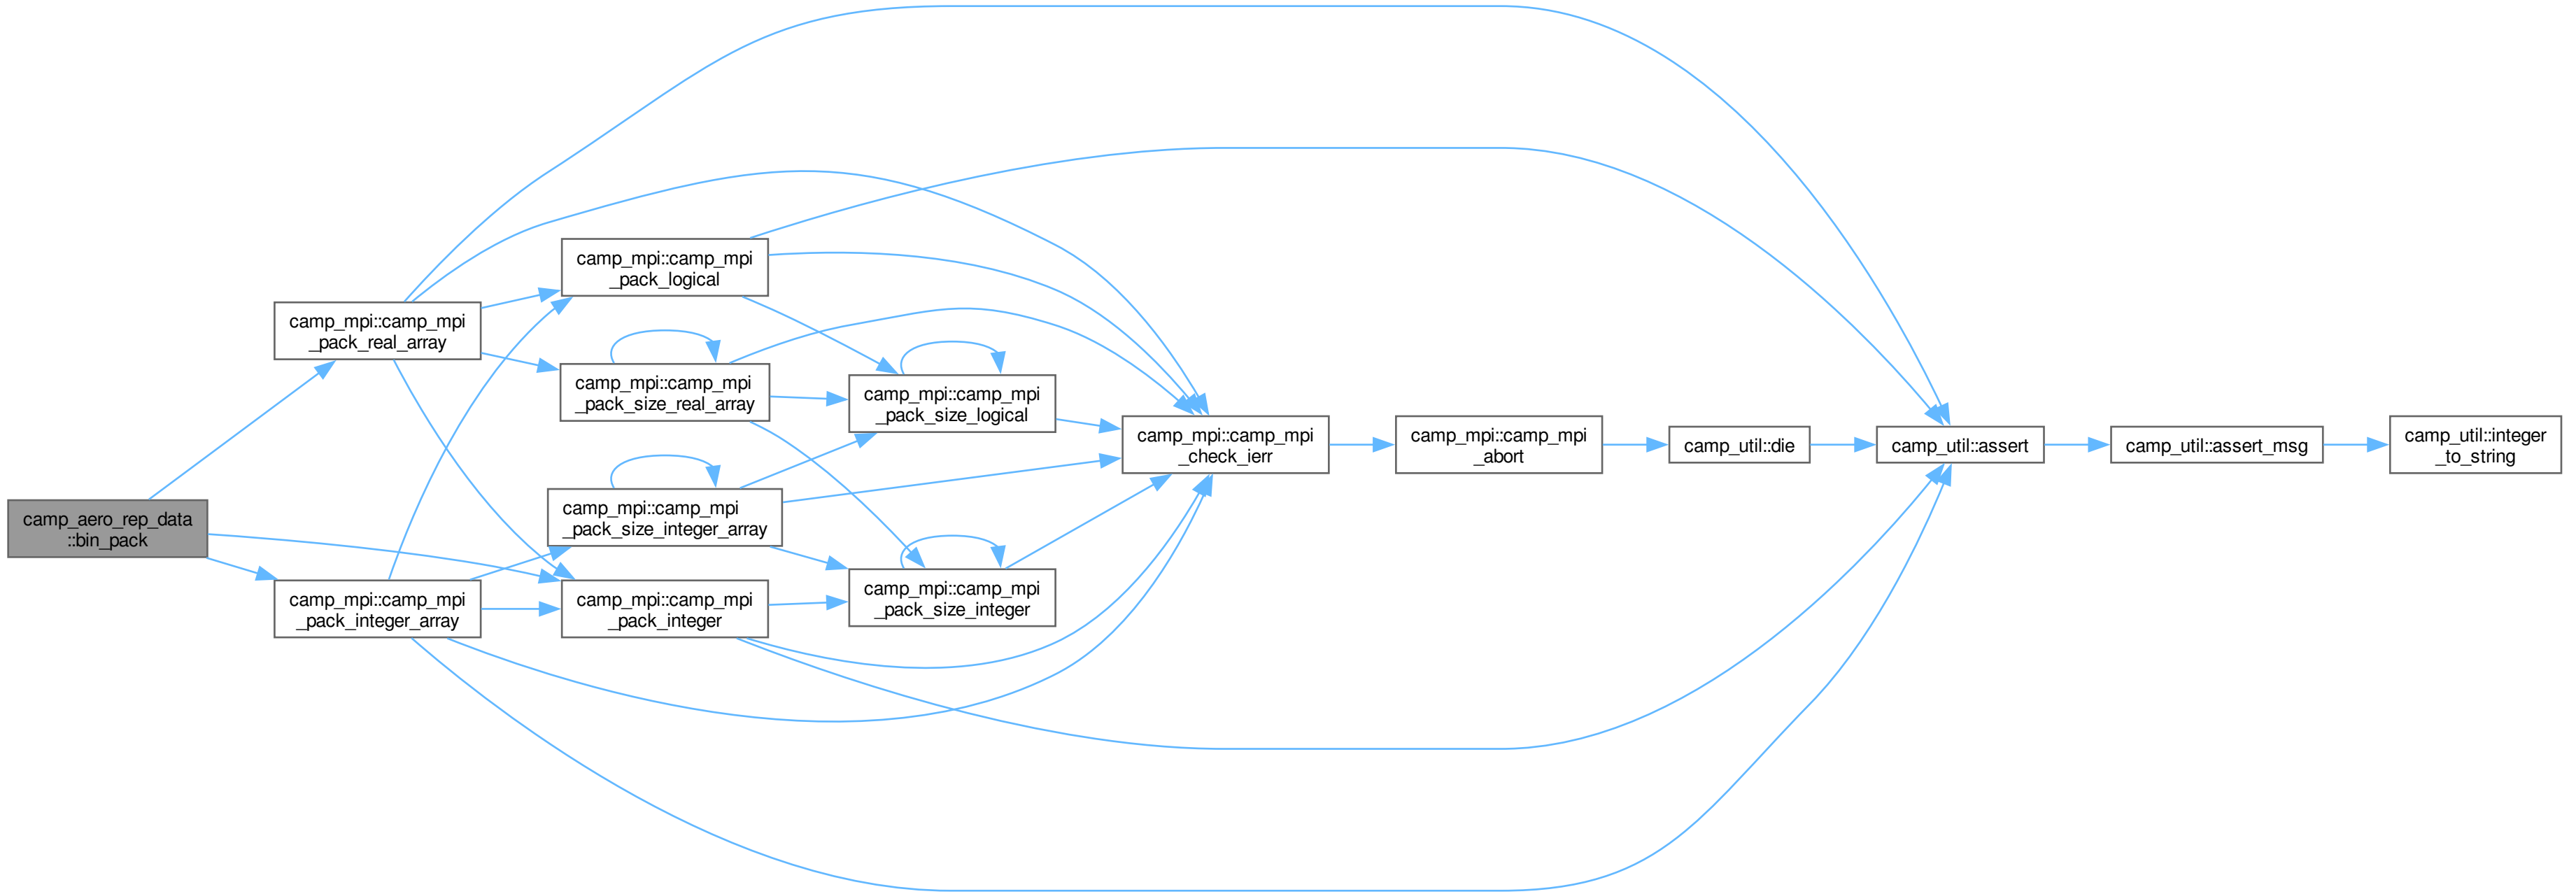 camp_aero_rep_data
::bin_pack
camp_mpi::camp_mpi
_pack_real_array
camp_mpi::camp_mpi
_pack_integer_array
camp_mpi::camp_mpi
_pack_logical
camp_mpi::camp_mpi
_pack_size_real_array
camp_mpi::camp_mpi
_pack_size_integer_array
camp_mpi::camp_mpi
_pack_integer
camp_mpi::camp_mpi
_pack_size_logical
camp_mpi::camp_mpi
_pack_size_integer
camp_mpi::camp_mpi
_check_ierr
camp_mpi::camp_mpi
_abort
camp_util::die
camp_util::assert
camp_util::assert_msg
camp_util::integer
_to_string